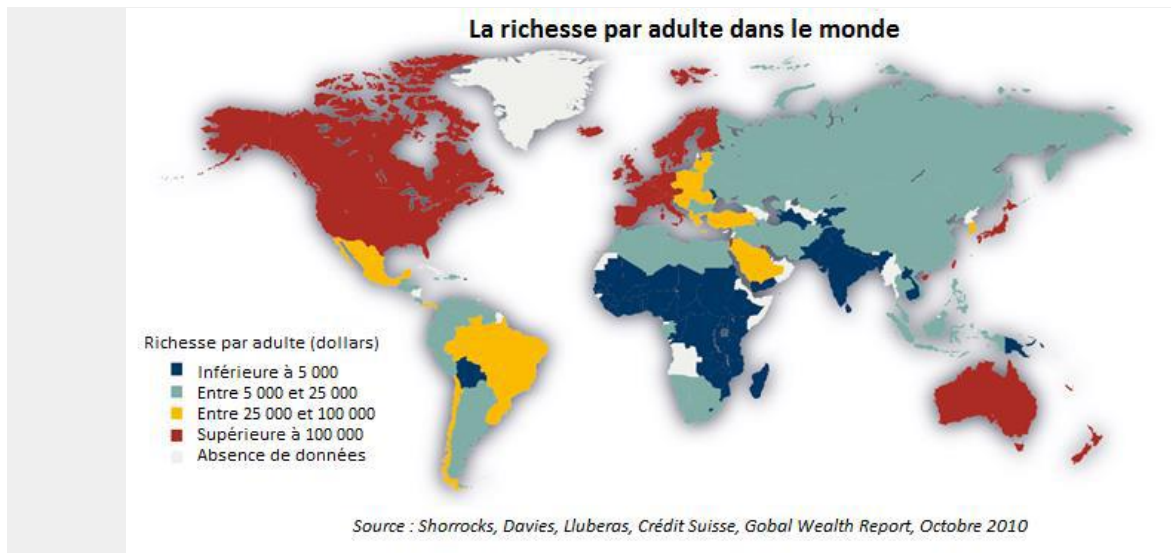 La richesse par adulte dans le monde
Richesse par adulte (dollars)
Inférieure à 5 000
Entre 5 000 et 25 000
Entre 25 000 et 100 000
Supérieure à 100 000
Absence de données
Source : Shorrocks, Davies, Lluberas, Crédit Suisse, Gobal Wealth Report, Octobre 2010